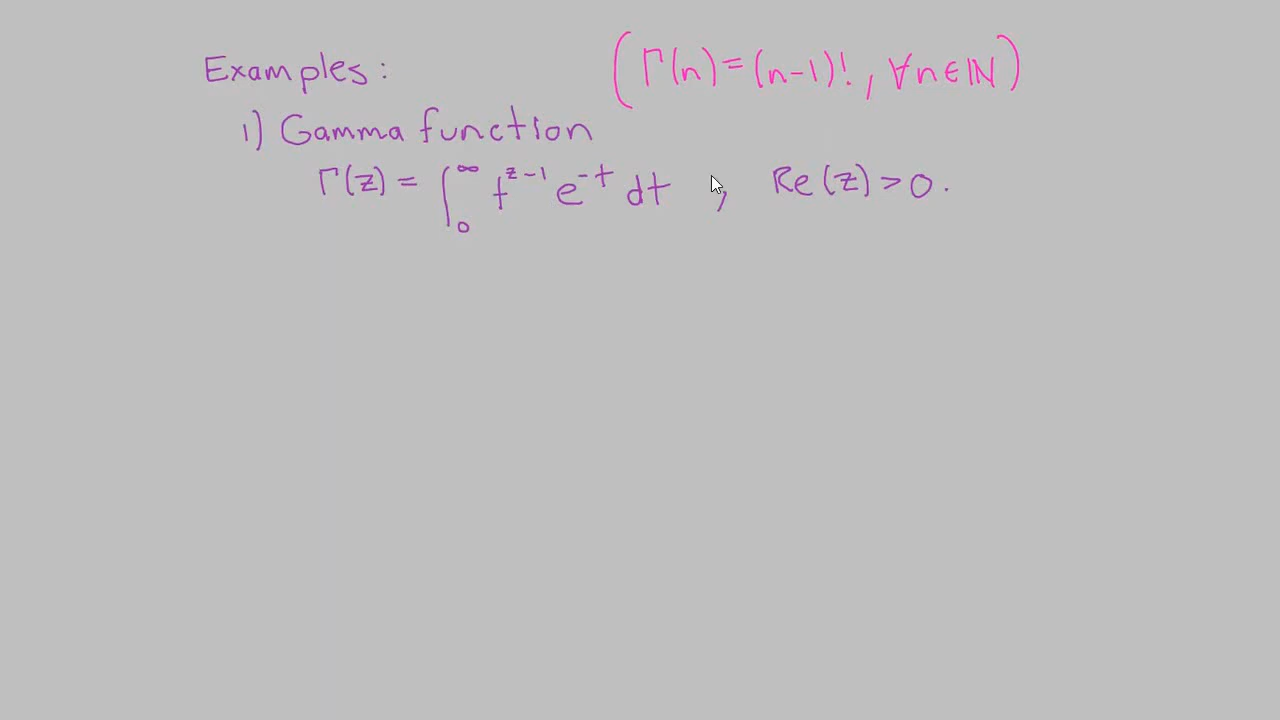 Examples: (Γ(n) = (n-1)!, ∀n∈ℕ)
1) Gamma function
Γ(z) = ∫₀^∞ t^{z-1} e^{-t} dt , Re(z) > 0.